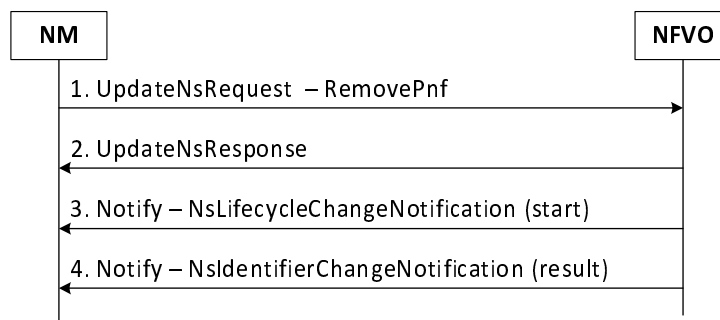 NM
NFVO
1. UpdateNsRequest – RemovePnf
2. UpdateNsResponse
3. Notify – NsLifecycleChangeNotification (start)
4. Notify – NsIdentifierChangeNotification (result)